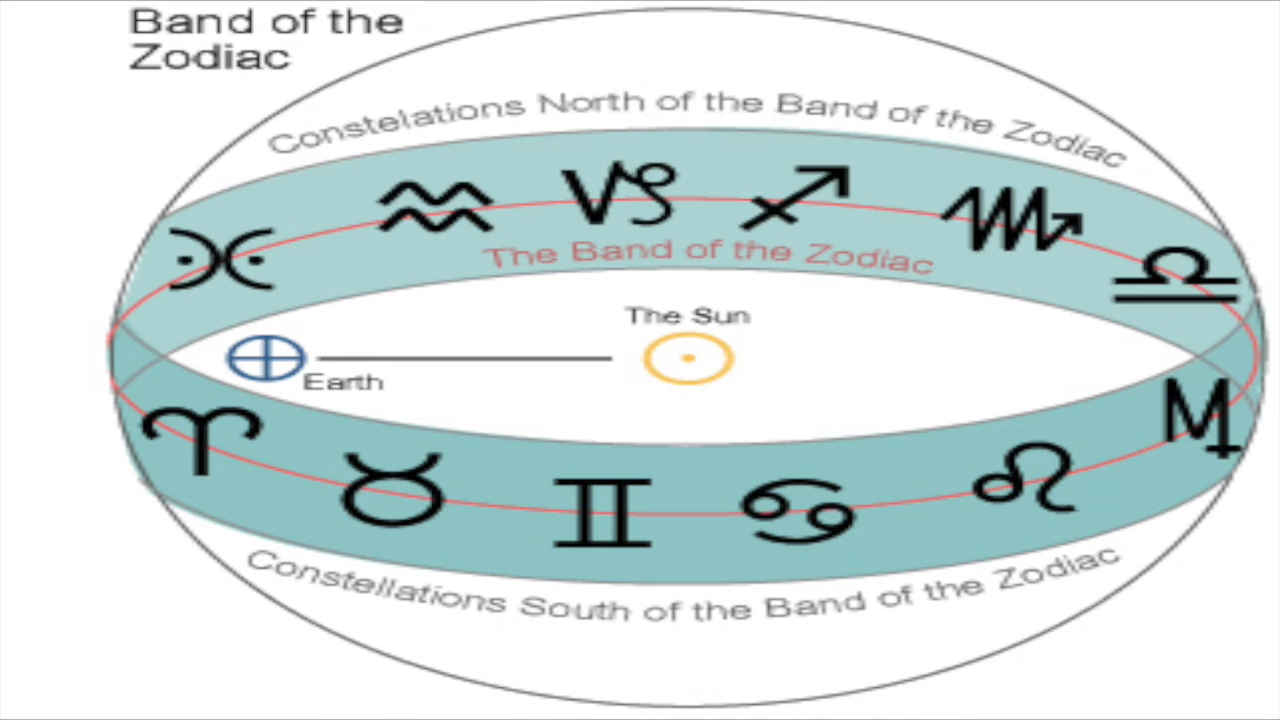 Band of the
Zodiac
Constelations North of the Band of the Zodiac
The Band of the Zodiac
The Sun
Earth
Constellations South of the Band of the Zodiac